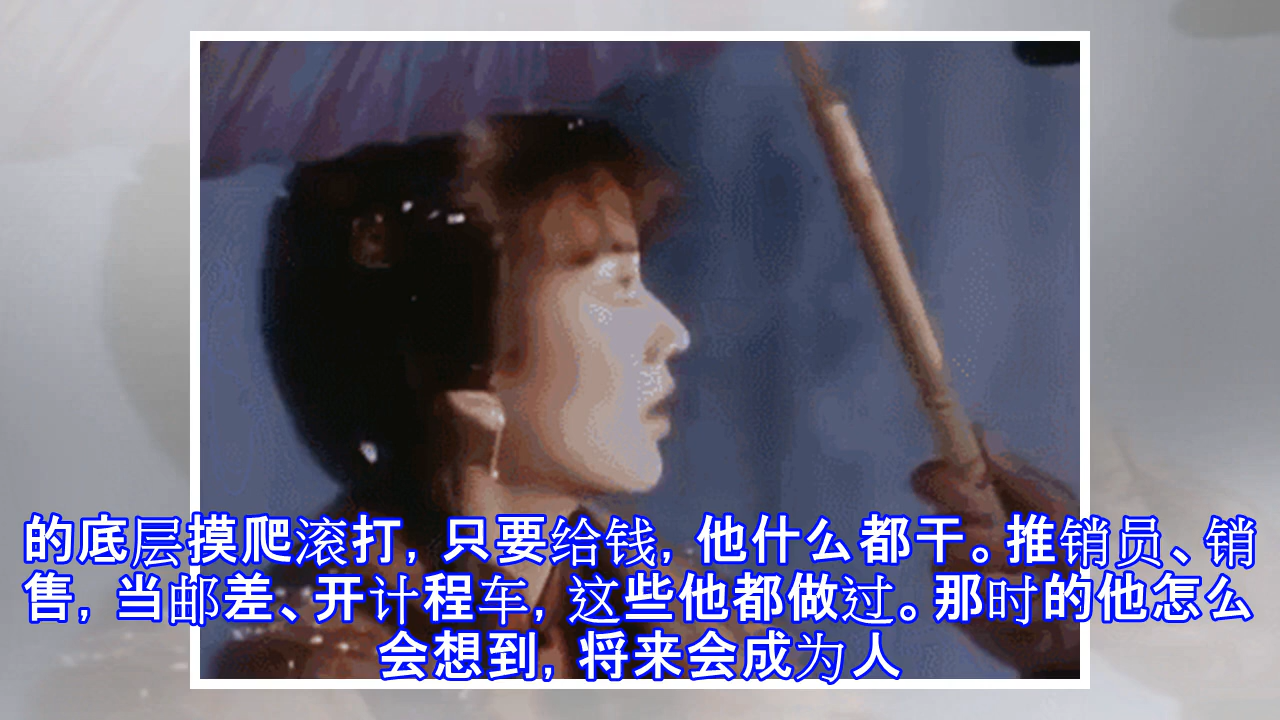 的底层摸爬滚打，只要给钱，他什么都干。推销员、销
售，当邮差、开计程车，这些他都做过。那时的他怎么
会想到，将来会成为人